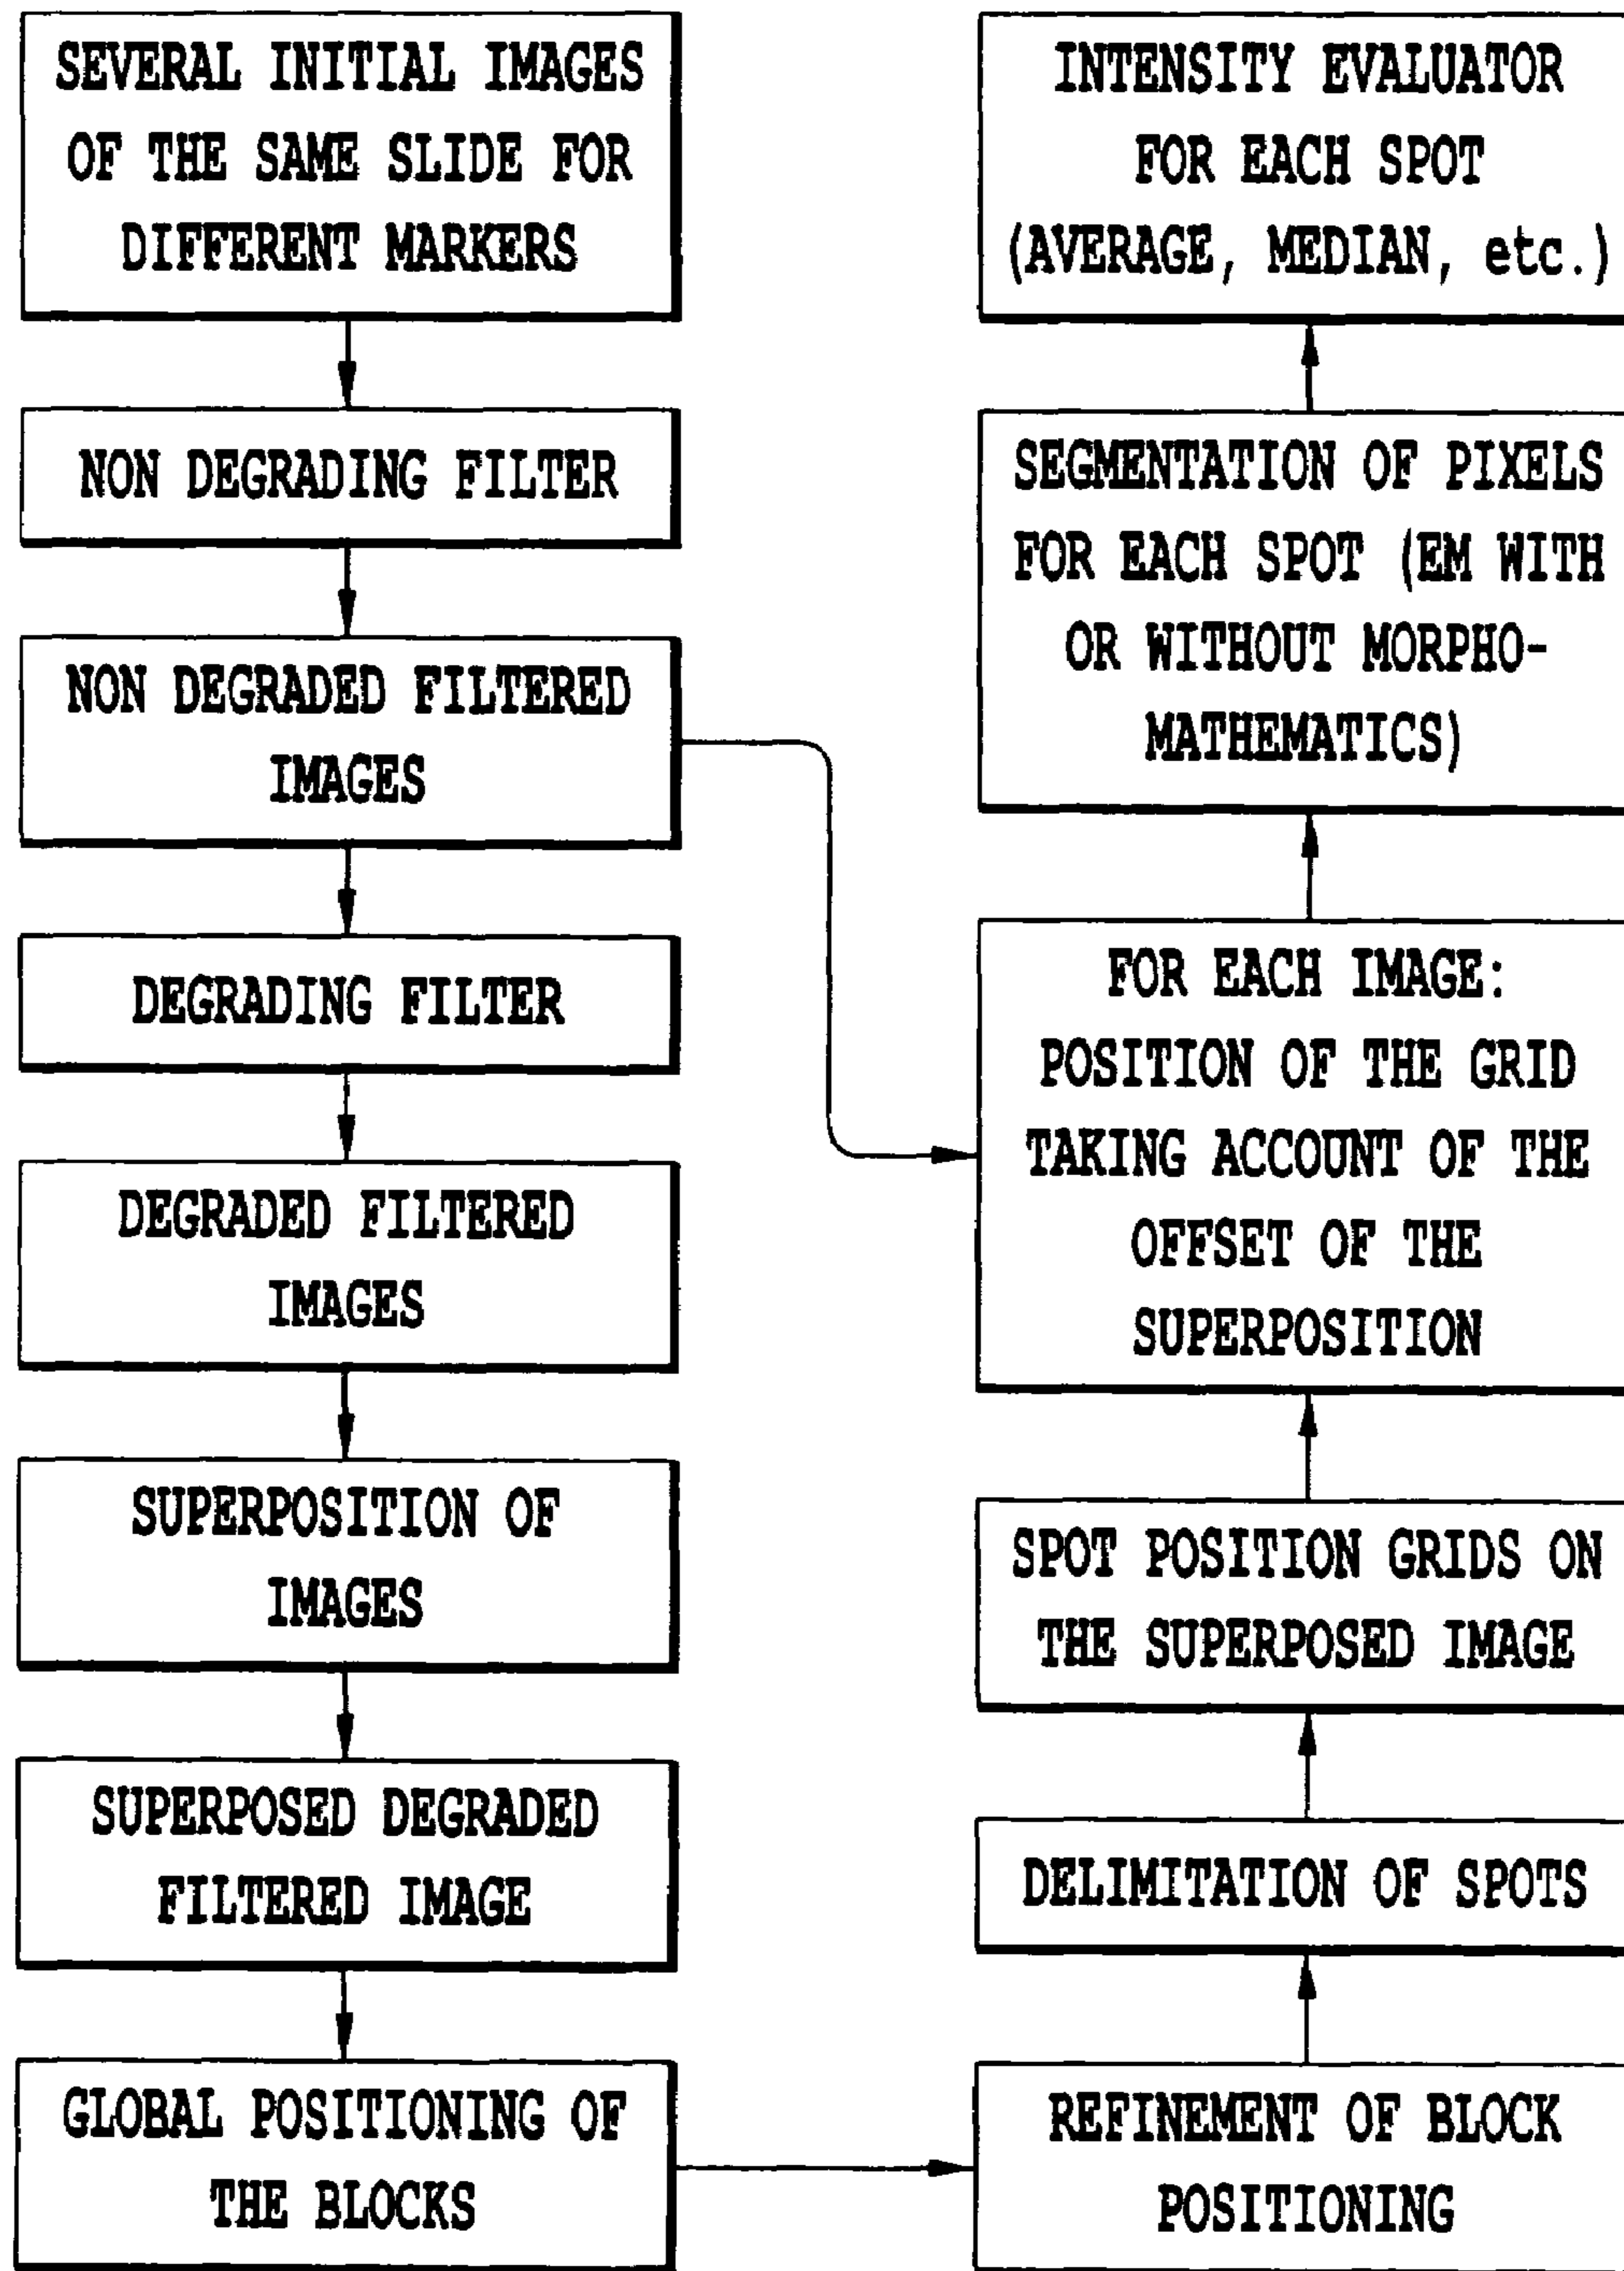 SEVERAL INITIAL IMAGES
OF THE SAME SLIDE FOR
DIFFERENT MARKERS
NON DEGRADING FILTER
NON DEGRADED FILTERED
IMAGES
DEGRADING FILTER
DEGRADED FILTERED
IMAGES
SUPERPOSITION OF
IMAGES
SUPERPOSED DEGRADED
FILTERED IMAGE
GLOBAL POSITIONING OF
THE BLOCKS
REFINEMENT OF BLOCK
POSITIONING
DELIMITATION OF SPOTS
SPOT POSITION GRIDS ON
THE SUPERPOSED IMAGE
FOR EACH IMAGE:
POSITION OF THE GRID
TAKING ACCOUNT OF THE
OFFSET OF THE
SUPERPOSITION
SEGMENTATION OF PIXELS
FOR EACH SPOT (EM WITH
OR WITHOUT MORPHO-
MATHEMATICS)
INTENSITY EVALUATOR
FOR EACH SPOT
(AVERAGE, MEDIAN, etc.)